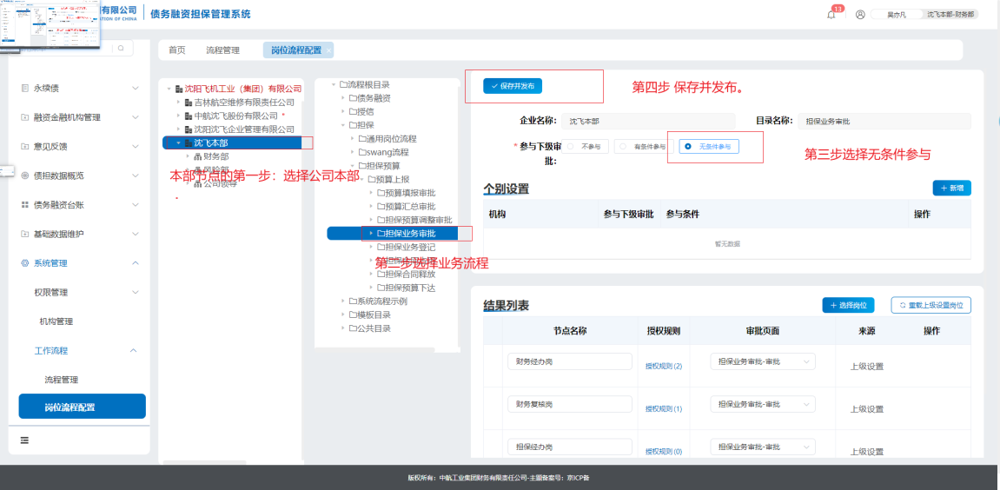 有限公司
ATION OF CHINA
债务融资担保管理系统
13
吴亦凡
沈飞本部-财务部
首页
流程管理
岗位流程配置
永续债
融资金融机构管理
意见反馈
债担数据概览
债务融资台账
基础数据维护
系统管理
权限管理
机构管理
工作流程
流程管理
岗位流程配置
沈阳飞机工业（集团）有限公司
吉林航空维修有限责任公司
中航沈飞股份有限公司
沈阳沈飞企业管理有限公司
沈飞本部
财务部
风险部
公司领导
本部节点的第一步：选择公司本部
流程根目录
债务融资
授信
担保
通用岗位流程
swang流程
担保预算
预算上报
预算填报审批
预算汇总审批
担保预算调整审批
担保业务审批
担保业务登记
担保合同释放
担保预算下达
系统流程示例
模板目录
公共目录
第二步选择业务流程
保存并发布
第四步 保存并发布。
企业名称：
沈飞本部
目录名称：
担保业务审批
* 参与下级审批：
不参与
有条件参与
无条件参与
第三步选择无条件参与
个别设置
+ 新增
机构
参与下级审批
参与条件
操作
暂无数据
结果列表
+ 选择岗位
重载上级设置岗位
节点名称
授权规则
审批页面
来源
操作
财务经办岗
授权规则(2)
担保业务审批-审批
上级设置
财务复核岗
授权规则(1)
担保业务审批-审批
上级设置
担保经办岗
授权规则(0)
担保业务审批-审批
上级设置
版权所有：中航工业集团财务有限责任公司-主题备案号：京ICP备